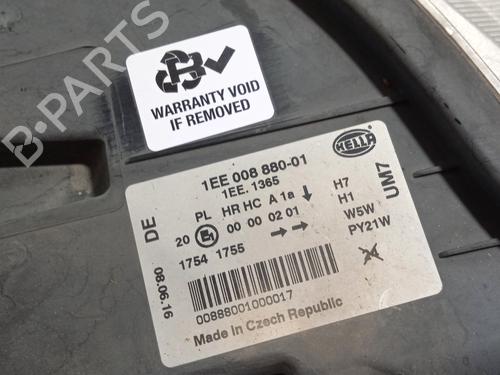 B-PARTS
B
WARRANTY VOID
IF REMOVED
HELLA
1EE 008 880-01
1EE. 1365
DE
PL HR HC A 1a
20 E1 00 00 02 01
1754 1755
H7
H1
W5W
PY21W
UM7
08.06.16
00888001000017
Made in Czech Republic